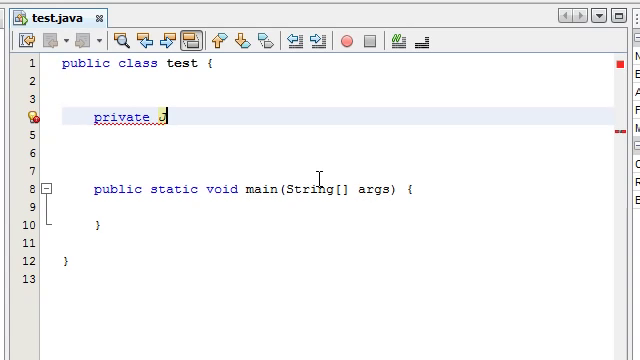 test.java
1 public class test {
2
3
private J
5
6
7
8 public static void main(String[] args) {
9
10 }
11
12 }
13